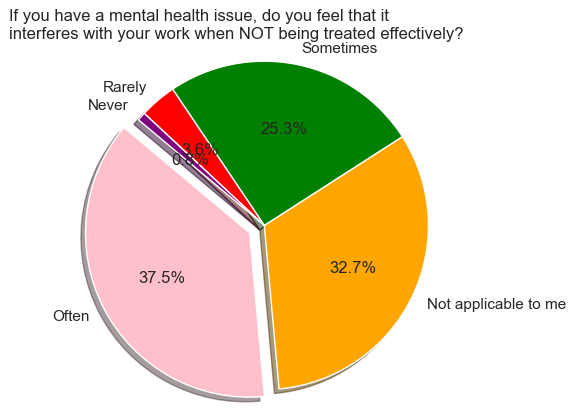 If you have a mental health issue, do you feel that it
interferes with your work when NOT being treated effectively?
Sometimes
Rarely
Never
25.3%
3.6%
0.8%
37.5%
32.7%
Not applicable to me
Often